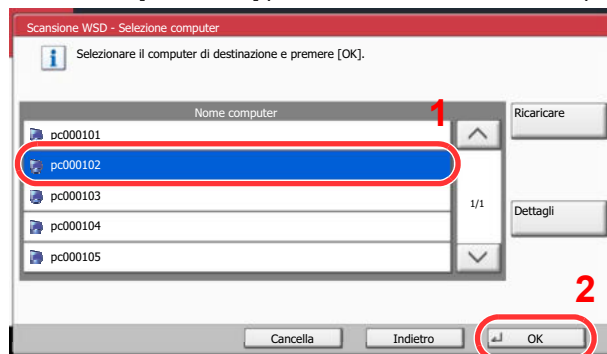 Scansione WSD - Selezione computer
Selezionare il computer di destinazione e premere [OK].
Nome computer
1
Ricaricare
pc000101
pc000102
pc000103
1/1
Dettagli
pc000104
pc000105
2
Cancella
Indietro
OK